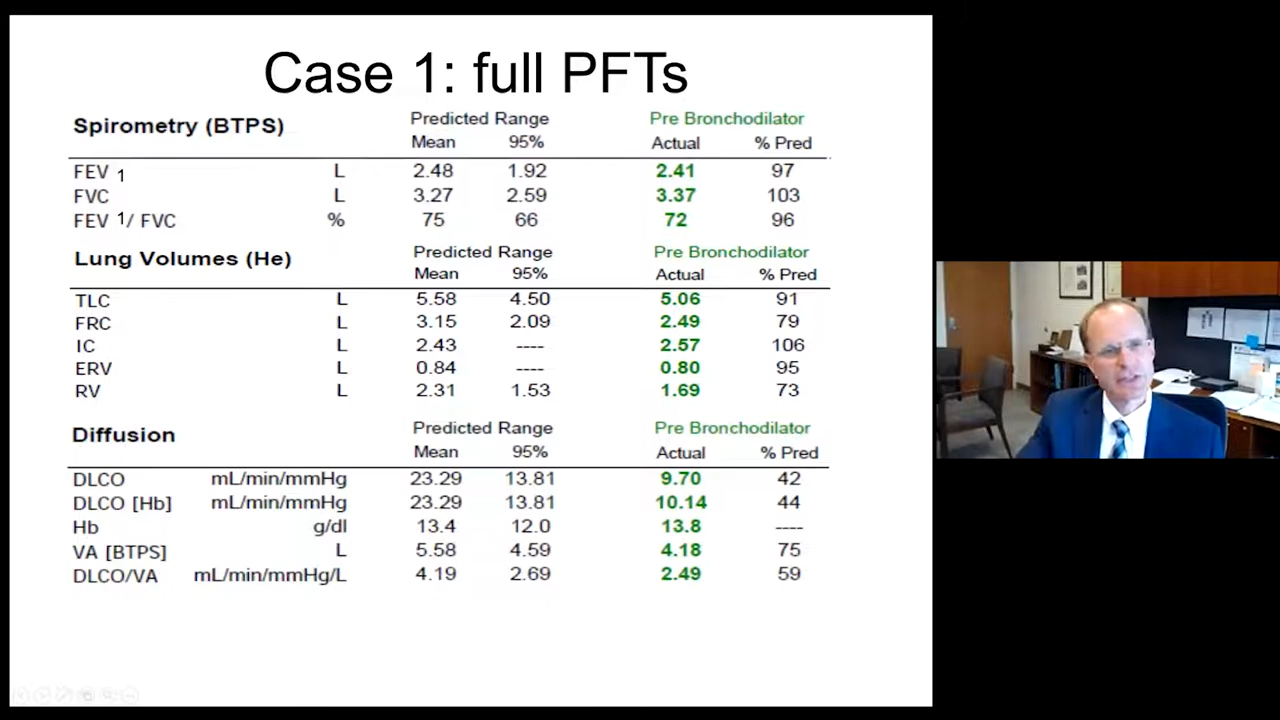 Case 1: full PFTs
Spirometry (BTPS) Predicted Range Pre Bronchodilator
Mean 95% Actual % Pred
FEV 1 L 2.48 1.92 2.41 97
FVC L 3.27 2.59 3.37 103
FEV 1/ FVC % 75 66 72 96
Lung Volumes (He) Predicted Range Pre Bronchodilator
Mean 95% Actual % Pred
TLC L 5.58 4.50 5.06 91
FRC L 3.15 2.09 2.49 79
IC L 2.43 ---- 2.57 106
ERV L 0.84 ---- 0.80 95
RV L 2.31 1.53 1.69 73
Diffusion Predicted Range Pre Bronchodilator
Mean 95% Actual % Pred
DLCO mL/min/mmHg 23.29 13.81 9.70 42
DLCO [Hb] mL/min/mmHg 23.29 13.81 10.14 44
Hb g/dl 13.4 12.0 13.8 ----
VA [BTPS] L 5.58 4.59 4.18 75
DLCO/VA mL/min/mmHg/L 4.19 2.69 2.49 59